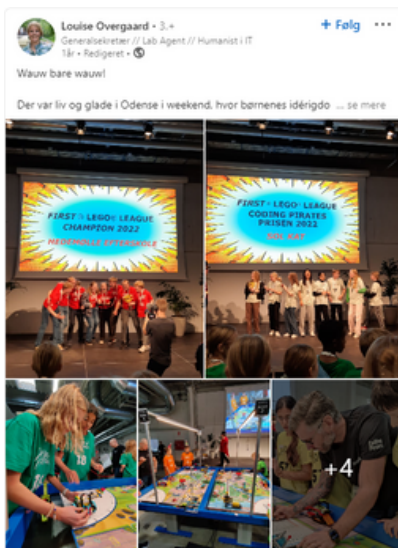 Louise Overgaard • 3.+
+ Følg
Generalsekretær // Lab Agent // Humanist i IT
1år • Redigeret •
Wauw bare wauw!
Der var liv og glade i Odense i weekend, hvor børnenes idérigdo ... se mere
FIRST LEGO LEAGUE
CHAMPION 2022
FIRST LEGO LEAGUE
CODING PIRATES
PRISEN 2022
+4